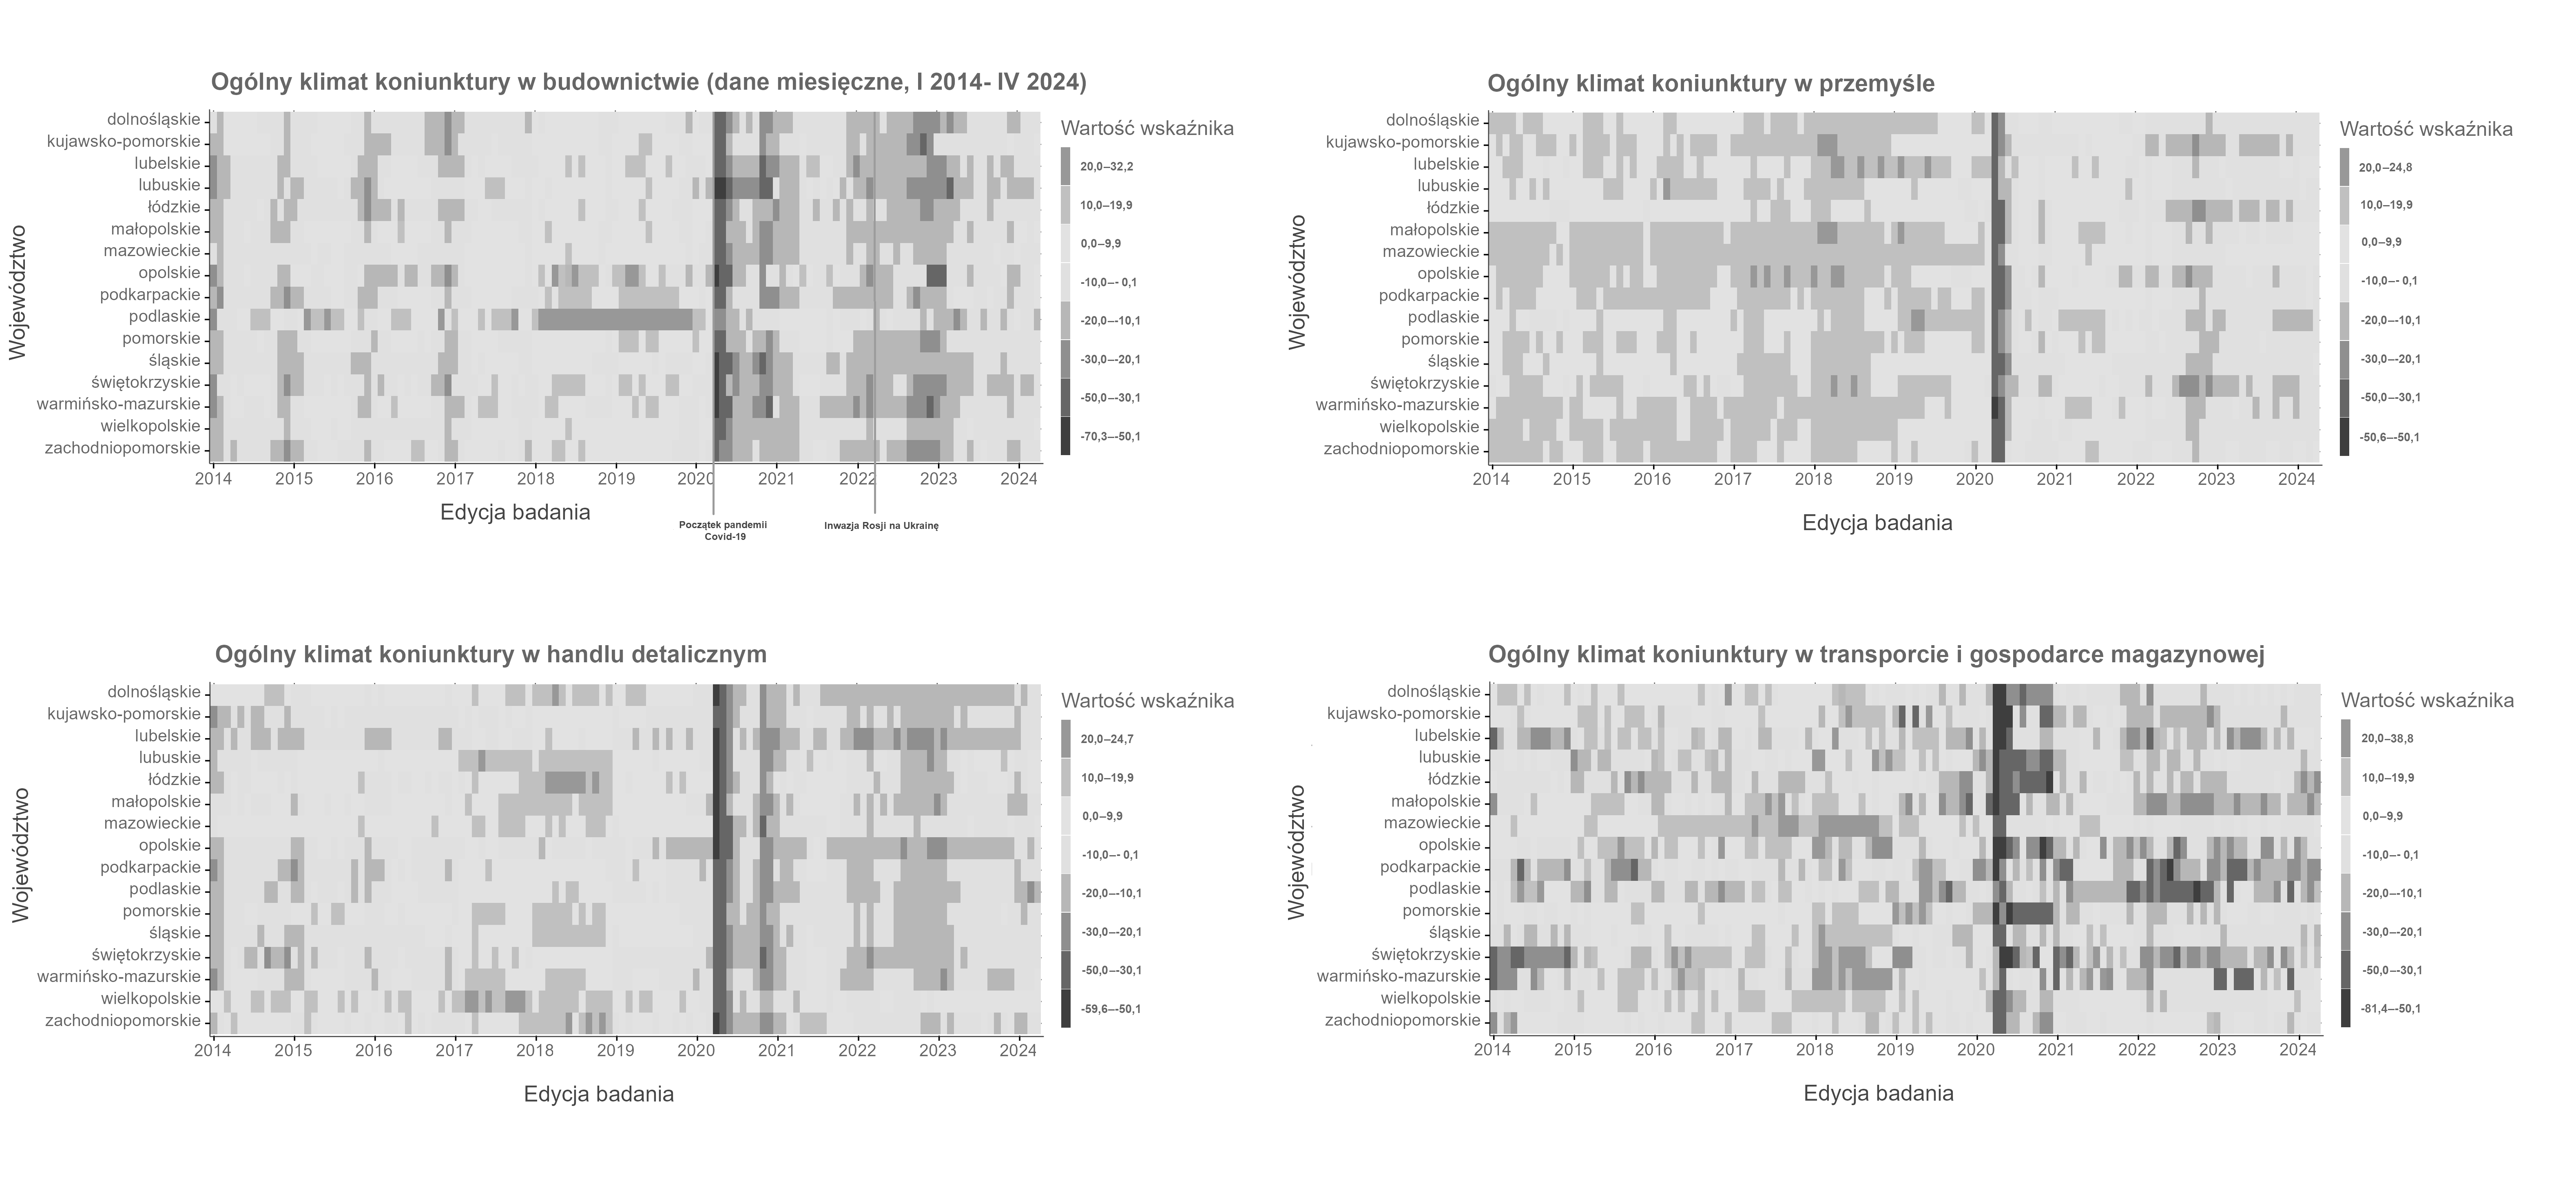 Ogólny klimat koniunktury w budownictwie (dane miesięczne, I 2014- IV 2024)
Województwo
dolnośląskie
kujawsko-pomorskie
lubelskie
lubuskie
łódzkie
małopolskie
mazowieckie
opolskie
podkarpackie
podlaskie
pomorskie
śląskie
świętokrzyskie
warmińsko-mazurskie
wielkopolskie
zachodniopomorskie
2014 2015 2016 2017 2018 2019 2020 2021 2022 2023 2024
Edycja badania
Początek pandemii
Covid-19
Inwazja Rosji na Ukrainę
Wartość wskaźnika
20,0–32,2
10,0–19,9
0,0–9,9
-10,0–- 0,1
-20,0–-10,1
-30,0–-20,1
-50,0–-30,1
-70,3–-50,1
Ogólny klimat koniunktury w przemyśle
Województwo
dolnośląskie
kujawsko-pomorskie
lubelskie
lubuskie
łódzkie
małopolskie
mazowieckie
opolskie
podkarpackie
podlaskie
pomorskie
śląskie
świętokrzyskie
warmińsko-mazurskie
wielkopolskie
zachodniopomorskie
2014 2015 2016 2017 2018 2019 2020 2021 2022 2023 2024
Edycja badania
Wartość wskaźnika
20,0–24,8
10,0–19,9
0,0–9,9
-10,0–- 0,1
-20,0–-10,1
-30,0–-20,1
-50,0–-30,1
-50,6–-50,1
Ogólny klimat koniunktury w handlu detalicznym
Województwo
dolnośląskie
kujawsko-pomorskie
lubelskie
lubuskie
łódzkie
małopolskie
mazowieckie
opolskie
podkarpackie
podlaskie
pomorskie
śląskie
świętokrzyskie
warmińsko-mazurskie
wielkopolskie
zachodniopomorskie
2014 2015 2016 2017 2018 2019 2020 2021 2022 2023 2024
Edycja badania
Wartość wskaźnika
20,0–24,7
10,0–19,9
0,0–9,9
-10,0–- 0,1
-20,0–-10,1
-30,0–-20,1
-50,0–-30,1
-59,6–-50,1
Ogólny klimat koniunktury w transporcie i gospodarce magazynowej
Województwo
dolnośląskie
kujawsko-pomorskie
lubelskie
lubuskie
łódzkie
małopolskie
mazowieckie
opolskie
podkarpackie
podlaskie
pomorskie
śląskie
świętokrzyskie
warmińsko-mazurskie
wielkopolskie
zachodniopomorskie
2014 2015 2016 2017 2018 2019 2020 2021 2022 2023 2024
Edycja badania
Wartość wskaźnika
20,0–38,8
10,0–19,9
0,0–9,9
-10,0–- 0,1
-20,0–-10,1
-30,0–-20,1
-50,0–-30,1
-81,4–-50,1